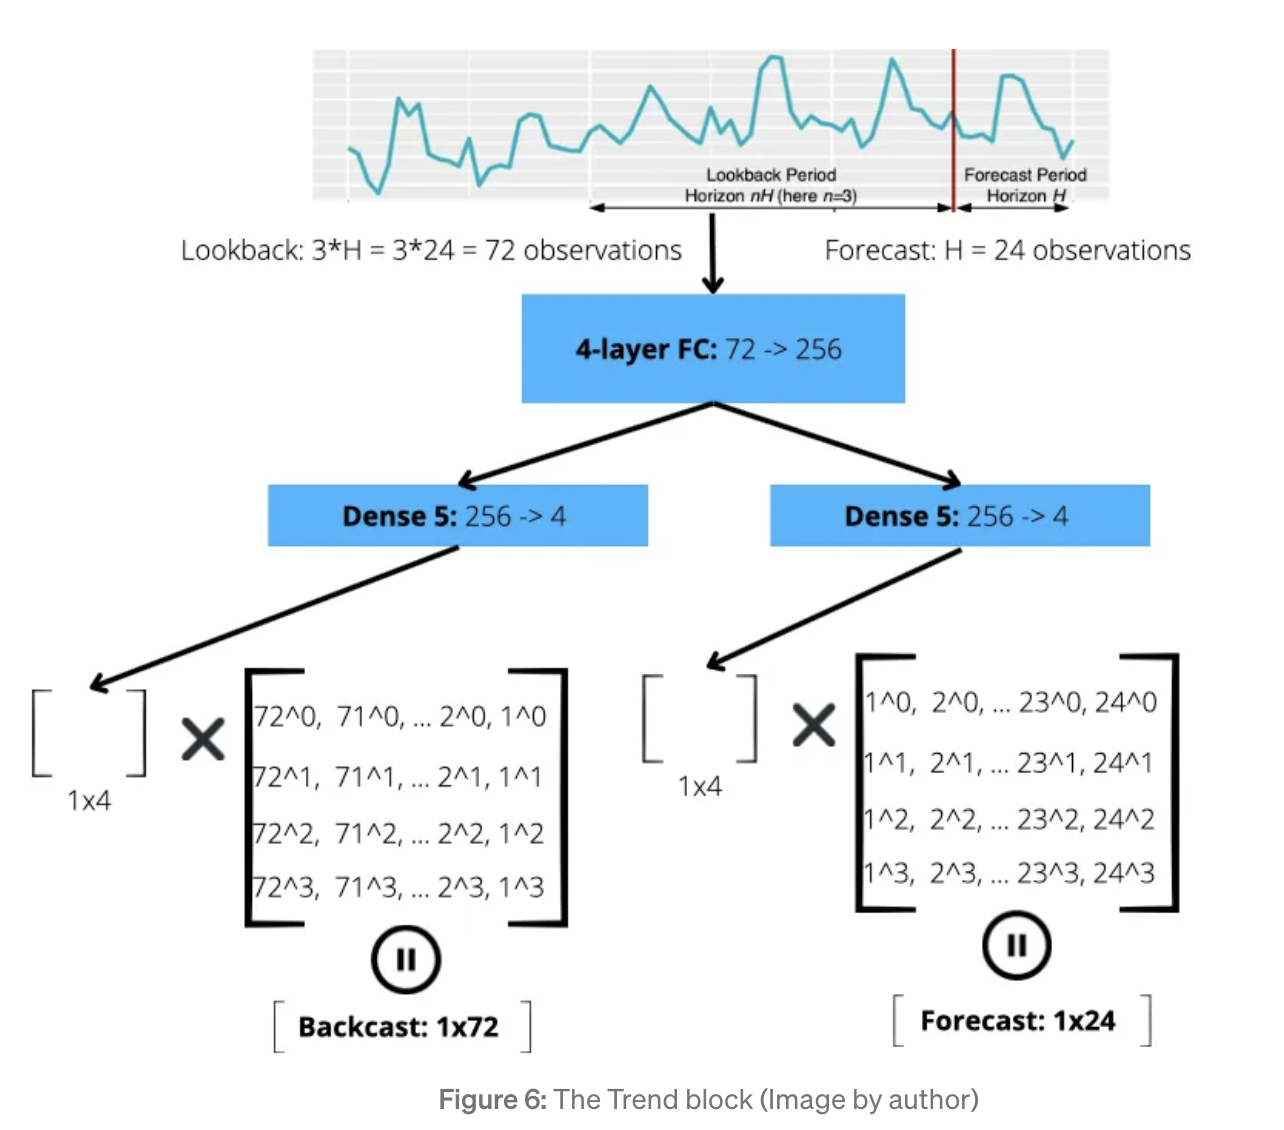 Lookback Period
Horizon nH (here n=3)
Forecast Period
Horizon H
Lookback: 3*H = 3*24 = 72 observations
Forecast: H = 24 observations
4-layer FC: 72 -> 256
Dense 5: 256 -> 4
Dense 5: 256 -> 4
1x4
72^0, 71^0, ... 2^0, 1^0
72^1, 71^1, ... 2^1, 1^1
72^2, 71^2, ... 2^2, 1^2
72^3, 71^3, ... 2^3, 1^3
Backcast: 1x72
1x4
1^0, 2^0, ... 23^0, 24^0
1^1, 2^1, ... 23^1, 24^1
1^2, 2^2, ... 23^2, 24^2
1^3, 2^3, ... 23^3, 24^3
Forecast: 1x24
Figure 6: The Trend block (Image by author)